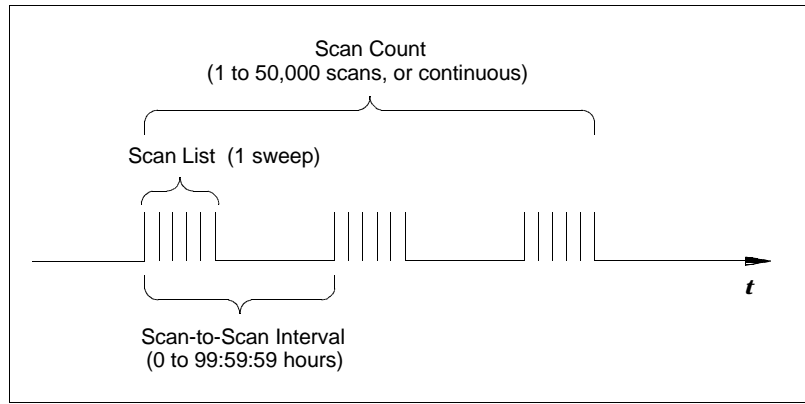 Scan Count
(1 to 50,000 scans, or continuous)
Scan List (1 sweep)
t
Scan-to-Scan Interval
(0 to 99:59:59 hours)